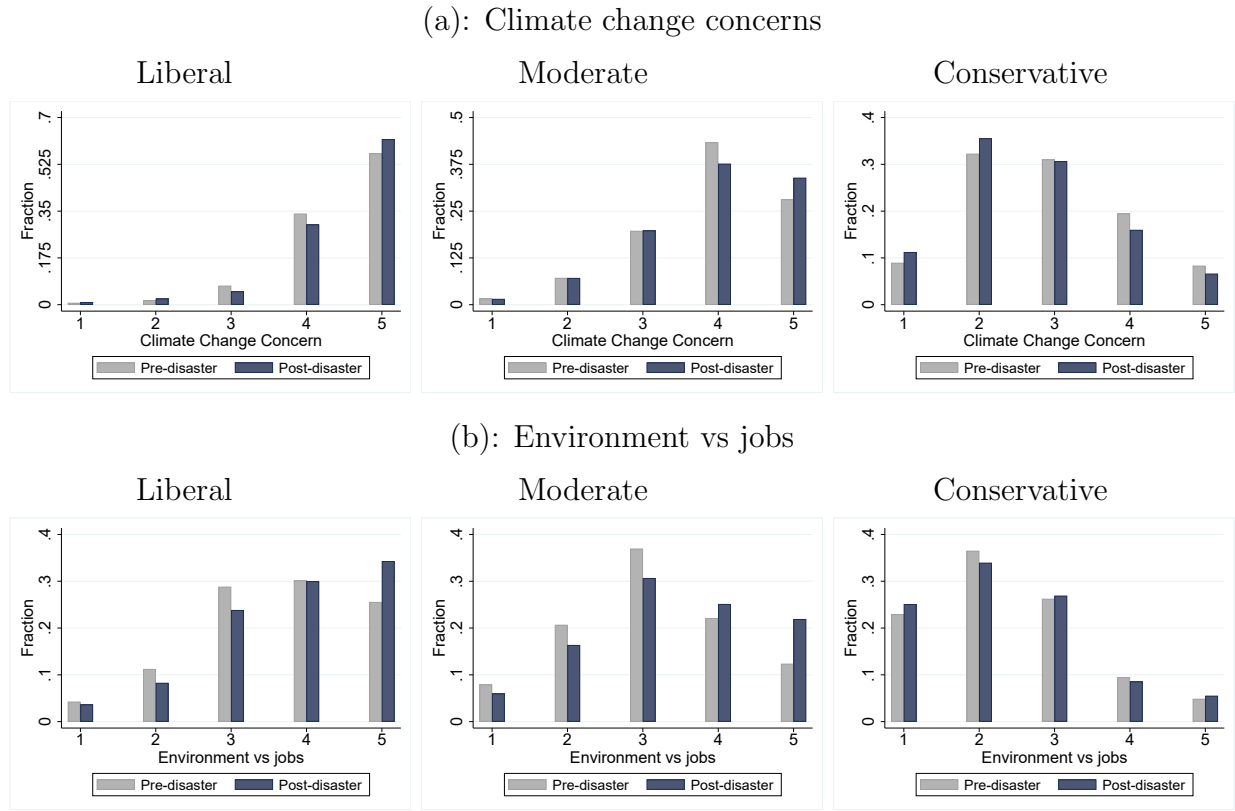 (a): Climate change concerns
Liberal
Moderate
Conservative
Fraction
0 .175 .35 .525 .7
1 2 3 4 5
Climate Change Concern
Pre-disaster Post-disaster
Fraction
0 .125 .25 .375 .5
1 2 3 4 5
Climate Change Concern
Pre-disaster Post-disaster
Fraction
0 .1 .2 .3 .4
1 2 3 4 5
Climate Change Concern
Pre-disaster Post-disaster
(b): Environment vs jobs
Liberal
Moderate
Conservative
Fraction
0 .1 .2 .3 .4
1 2 3 4 5
Environment vs jobs
Pre-disaster Post-disaster
Fraction
0 .1 .2 .3 .4
1 2 3 4 5
Environment vs jobs
Pre-disaster Post-disaster
Fraction
0 .1 .2 .3 .4
1 2 3 4 5
Environment vs jobs
Pre-disaster Post-disaster